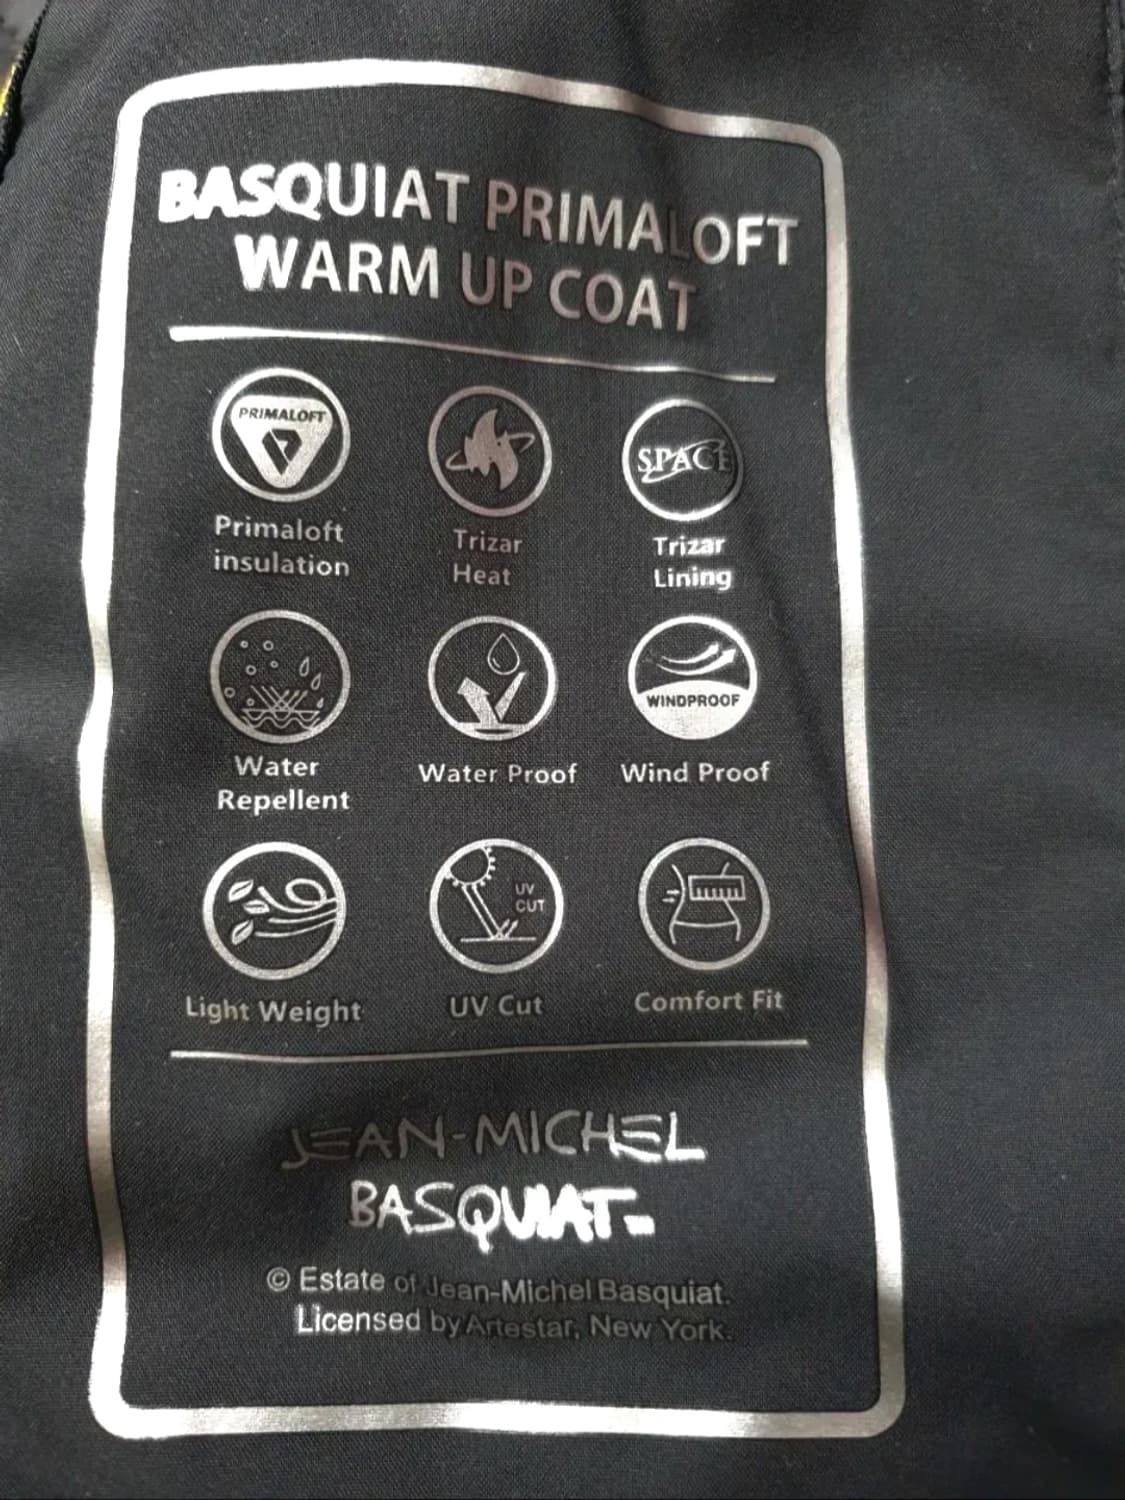 BASQUIAT PRIMALOFT
WARM UP COAT
PRIMALOFT
SPACE
Primaloft
insulation
Trizar
Heat
Trizar
Lining
WINDPROOF
Water
Repellent
Water Proof
Wind Proof
UV
CUT
Light Weight
UV Cut
Comfort Fit
JEAN-MICHEL
BASQUIAT
© Estate of Jean-Michel Basquiat.
Licensed by Artestar, New York.